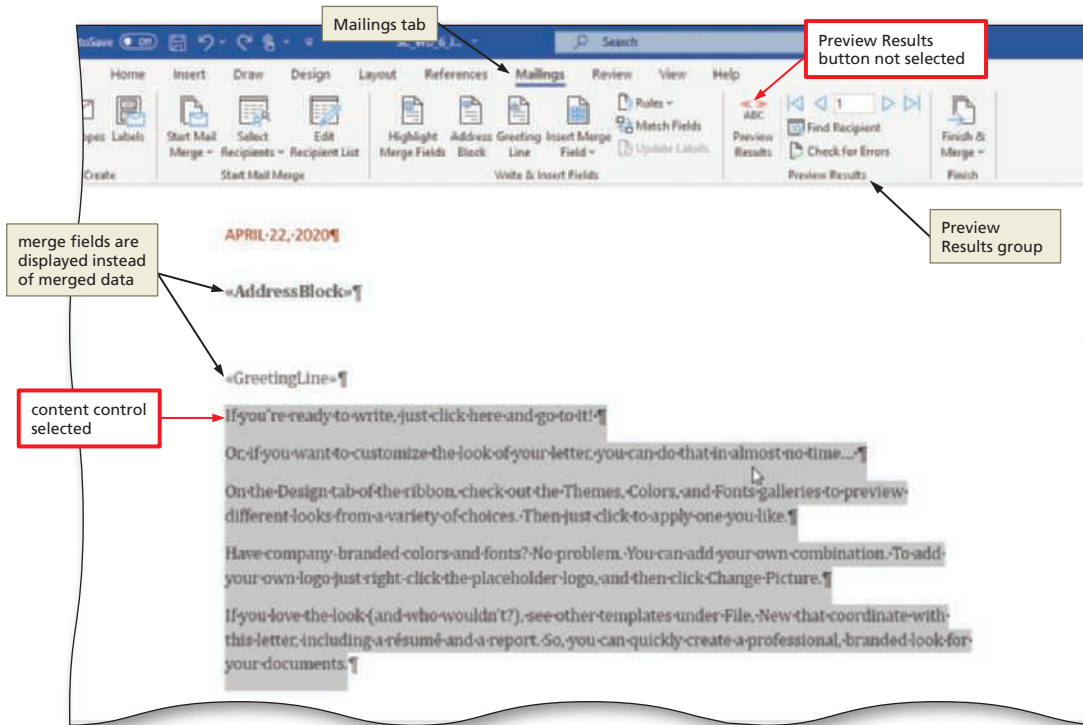 Mailings tab
Preview Results
button not selected
Search
Home Insert Draw Design Layout References Mailings Review View Help
Labels
Start Mail
Merge
Select
Recipients
Edit
Recipient List
Highlight
Merge Fields
Address
Block
Greeting
Line
Insert Merge
Field
Rules
Match Fields
Update Labels
ABC
Preview
Results
1
Find Recipient
Check for Errors
Finish &
Merge
Create
Start Mail Merge
Write & Insert Fields
Preview Results
Finish
Preview
Results group
merge fields are
displayed instead
of merged data
APRIL·22,·2020¶
«AddressBlock»¶
«GreetingLine»¶
content control
selected
If·you're·ready·to·write,·just·click·here·and·go·to·it!·¶
Or,·if·you·want·to·customize·the·look·of·your·letter,·you·can·do·that·in·almost·no·time…·¶
On·the·Design·tab·of·the·ribbon,·check·out·the·Themes,·Colors,·and·Fonts·galleries·to·preview·
different·looks·from·a·variety·of·choices.·Then·just·click·to·apply·one·you·like.¶
Have·company-branded·colors·and·fonts?·No·problem.·You·can·add·your·own·combination.·To·add·
your·own·logo·just·right-click·the·placeholder·logo,·and·then·click·Change·Picture.¶
If·you·love·the·look·(and·who·wouldn't?),·see·other·templates·under·File,·New·that·coordinate·with·
this·letter,·including·a·résumé·and·a·report.·So,·you·can·quickly·create·a·professional,·branded·look·for·
your·documents.¶